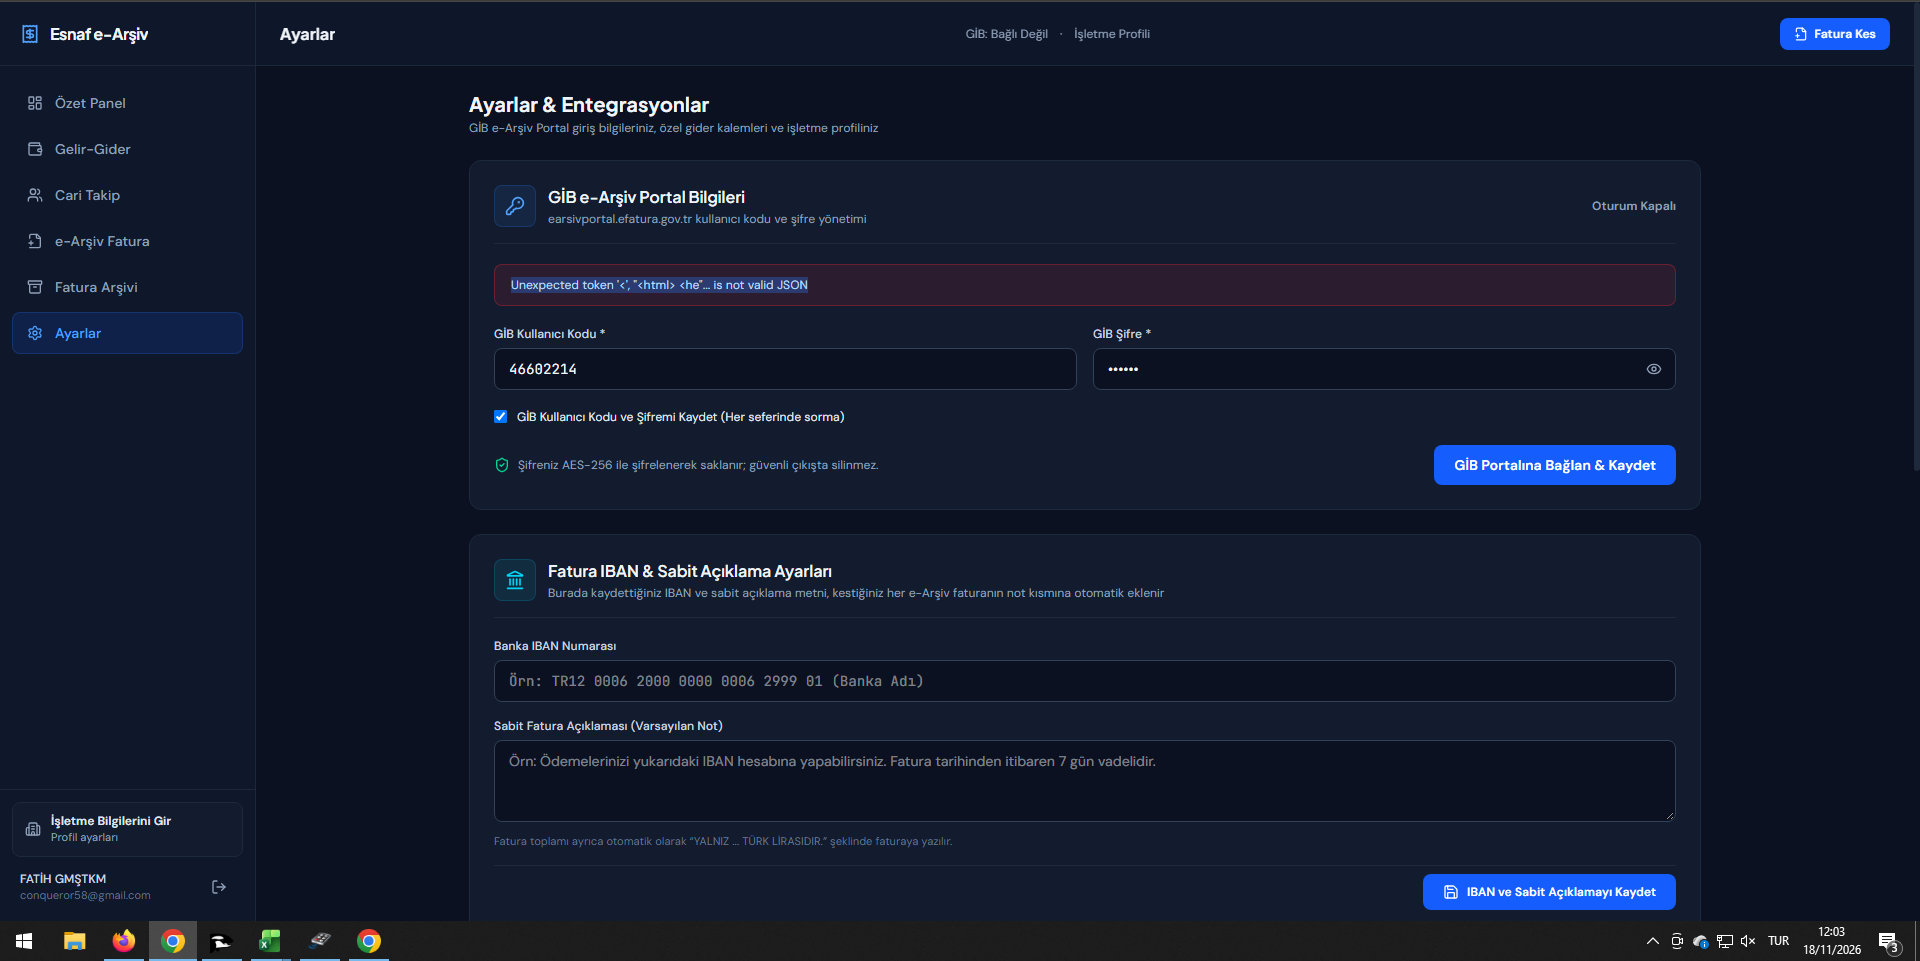 Esnaf e-Arşiv
Ayarlar
GİB: Bağlı Değil · İşletme Profili
Fatura Kes
Özet Panel
Gelir-Gider
Cari Takip
e-Arşiv Fatura
Fatura Arşivi
Ayarlar
Ayarlar & Entegrasyonlar
GİB e-Arşiv Portal giriş bilgileriniz, özel gider kalemleri ve işletme profiliniz
GİB e-Arşiv Portal Bilgileri
earsivportal.efatura.gov.tr kullanıcı kodu ve şifre yönetimi
Oturum Kapalı
Unexpected token '<', "<html> <he"... is not valid JSON
GİB Kullanıcı Kodu *
GİB Şifre *
46602214
••••••
GİB Kullanıcı Kodu ve Şifremi Kaydet (Her seferinde sorma)
Şifreniz AES-256 ile şifrelenerek saklanır; güvenli çıkışta silinmez.
GİB Portalına Bağlan & Kaydet
Fatura IBAN & Sabit Açıklama Ayarları
Burada kaydettiğiniz IBAN ve sabit açıklama metni, kestiğiniz her e-Arşiv faturanın not kısmına otomatik eklenir
Banka IBAN Numarası
Örn: TR12 0006 2000 0000 0006 2999 01 (Banka Adı)
Sabit Fatura Açıklaması (Varsayılan Not)
Örn: Ödemelerinizi yukarıdaki IBAN hesabına yapabilirsiniz. Fatura tarihinden itibaren 7 gün vadelidir.
Fatura toplamı ayrıca otomatik olarak “YALNIZ ... TÜRK LİRASIDIR.” şeklinde faturaya yazılır.
IBAN ve Sabit Açıklamayı Kaydet
İşletme Bilgilerini Gir
Profil ayarları
FATİH GMŞTKM
conqueror58@gmail.com
TUR
12:03
18/11/2026
3